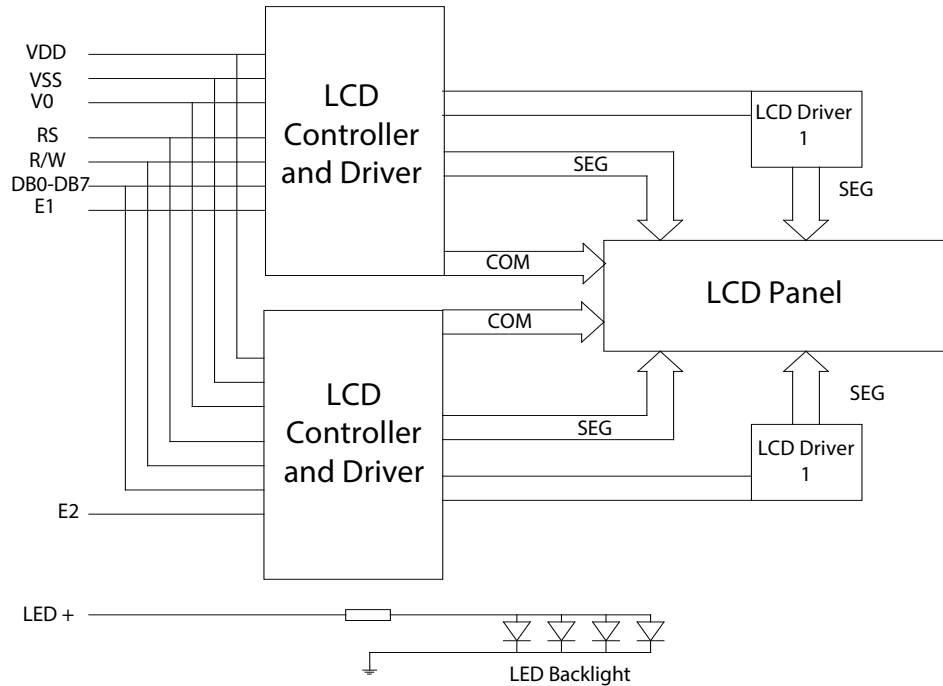 VDD
VSS
V0
RS
R/W
DB0-DB7
E1
LCD
Controller
and Driver
SEG
COM
LCD Driver
1
SEG
LCD Panel
E2
LCD
Controller
and Driver
COM
SEG
SEG
LCD Driver
1
LED +
LED Backlight